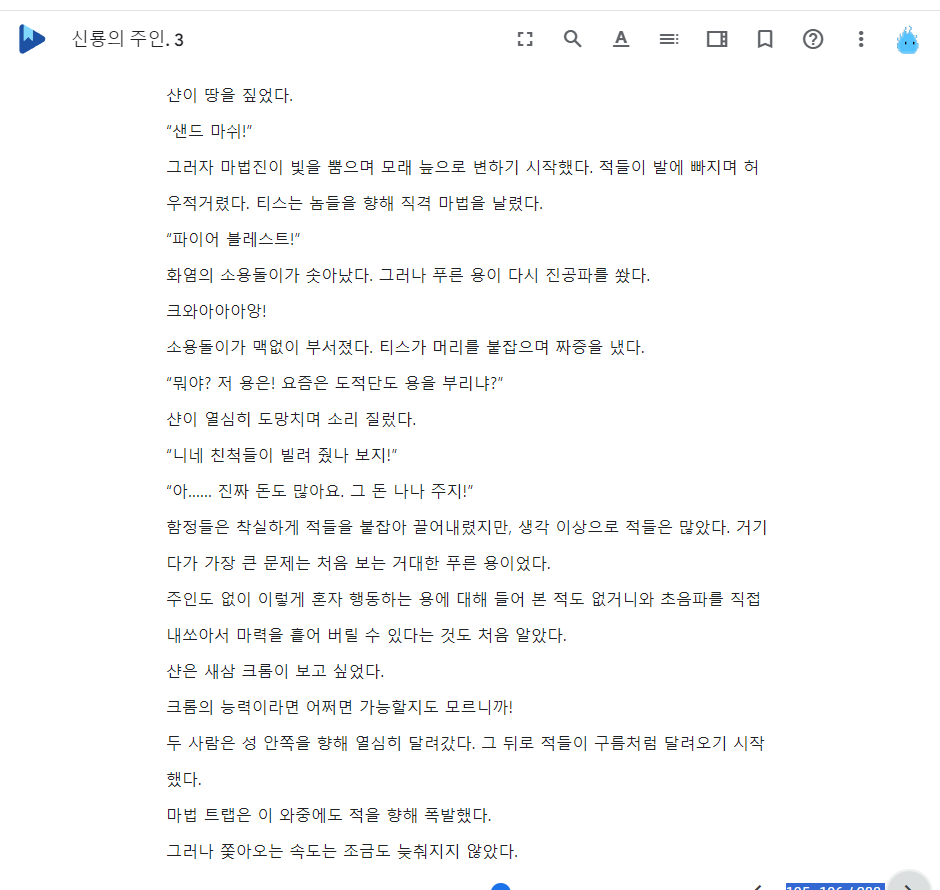 신룡의 주인. 3
샨이 땅을 짚었다.
“샌드 마쉬!”
그러자 마법진이 빛을 뿜으며 모래 늪으로 변하기 시작했다. 적들이 발에 빠지며 허
우적거렸다. 티스는 놈들을 향해 직격 마법을 날렸다.
“파이어 블레스트!”
화염의 소용돌이가 솟아났다. 그러나 푸른 용이 다시 진공파를 쐈다.
크와아아아앙!
소용돌이가 맥없이 부서졌다. 티스가 머리를 붙잡으며 짜증을 냈다.
“뭐야? 저 용은! 요즘은 도적단도 용을 부리냐?”
샨이 열심히 도망치며 소리 질렀다.
“니네 친척들이 빌려 줬나 보지!”
“아...... 진짜 돈도 많아요. 그 돈 나나 주지!”
함정들은 착실하게 적들을 붙잡아 끌어내렸지만, 생각 이상으로 적들은 많았다. 거기
다가 가장 큰 문제는 처음 보는 거대한 푸른 용이었다.
주인도 없이 이렇게 혼자 행동하는 용에 대해 들어 본 적도 없거니와 초음파를 직접
내쏘아서 마력을 흩어 버릴 수 있다는 것도 처음 알았다.
샨은 새삼 크롬이 보고 싶었다.
크롬의 능력이라면 어쩌면 가능할지도 모르니까!
두 사람은 성 안쪽을 향해 열심히 달려갔다. 그 뒤로 적들이 구름처럼 달려오기 시작
했다.
마법 트랩은 이 와중에도 적을 향해 폭발했다.
그러나 쫓아오는 속도는 조금도 늦춰지지 않았다.